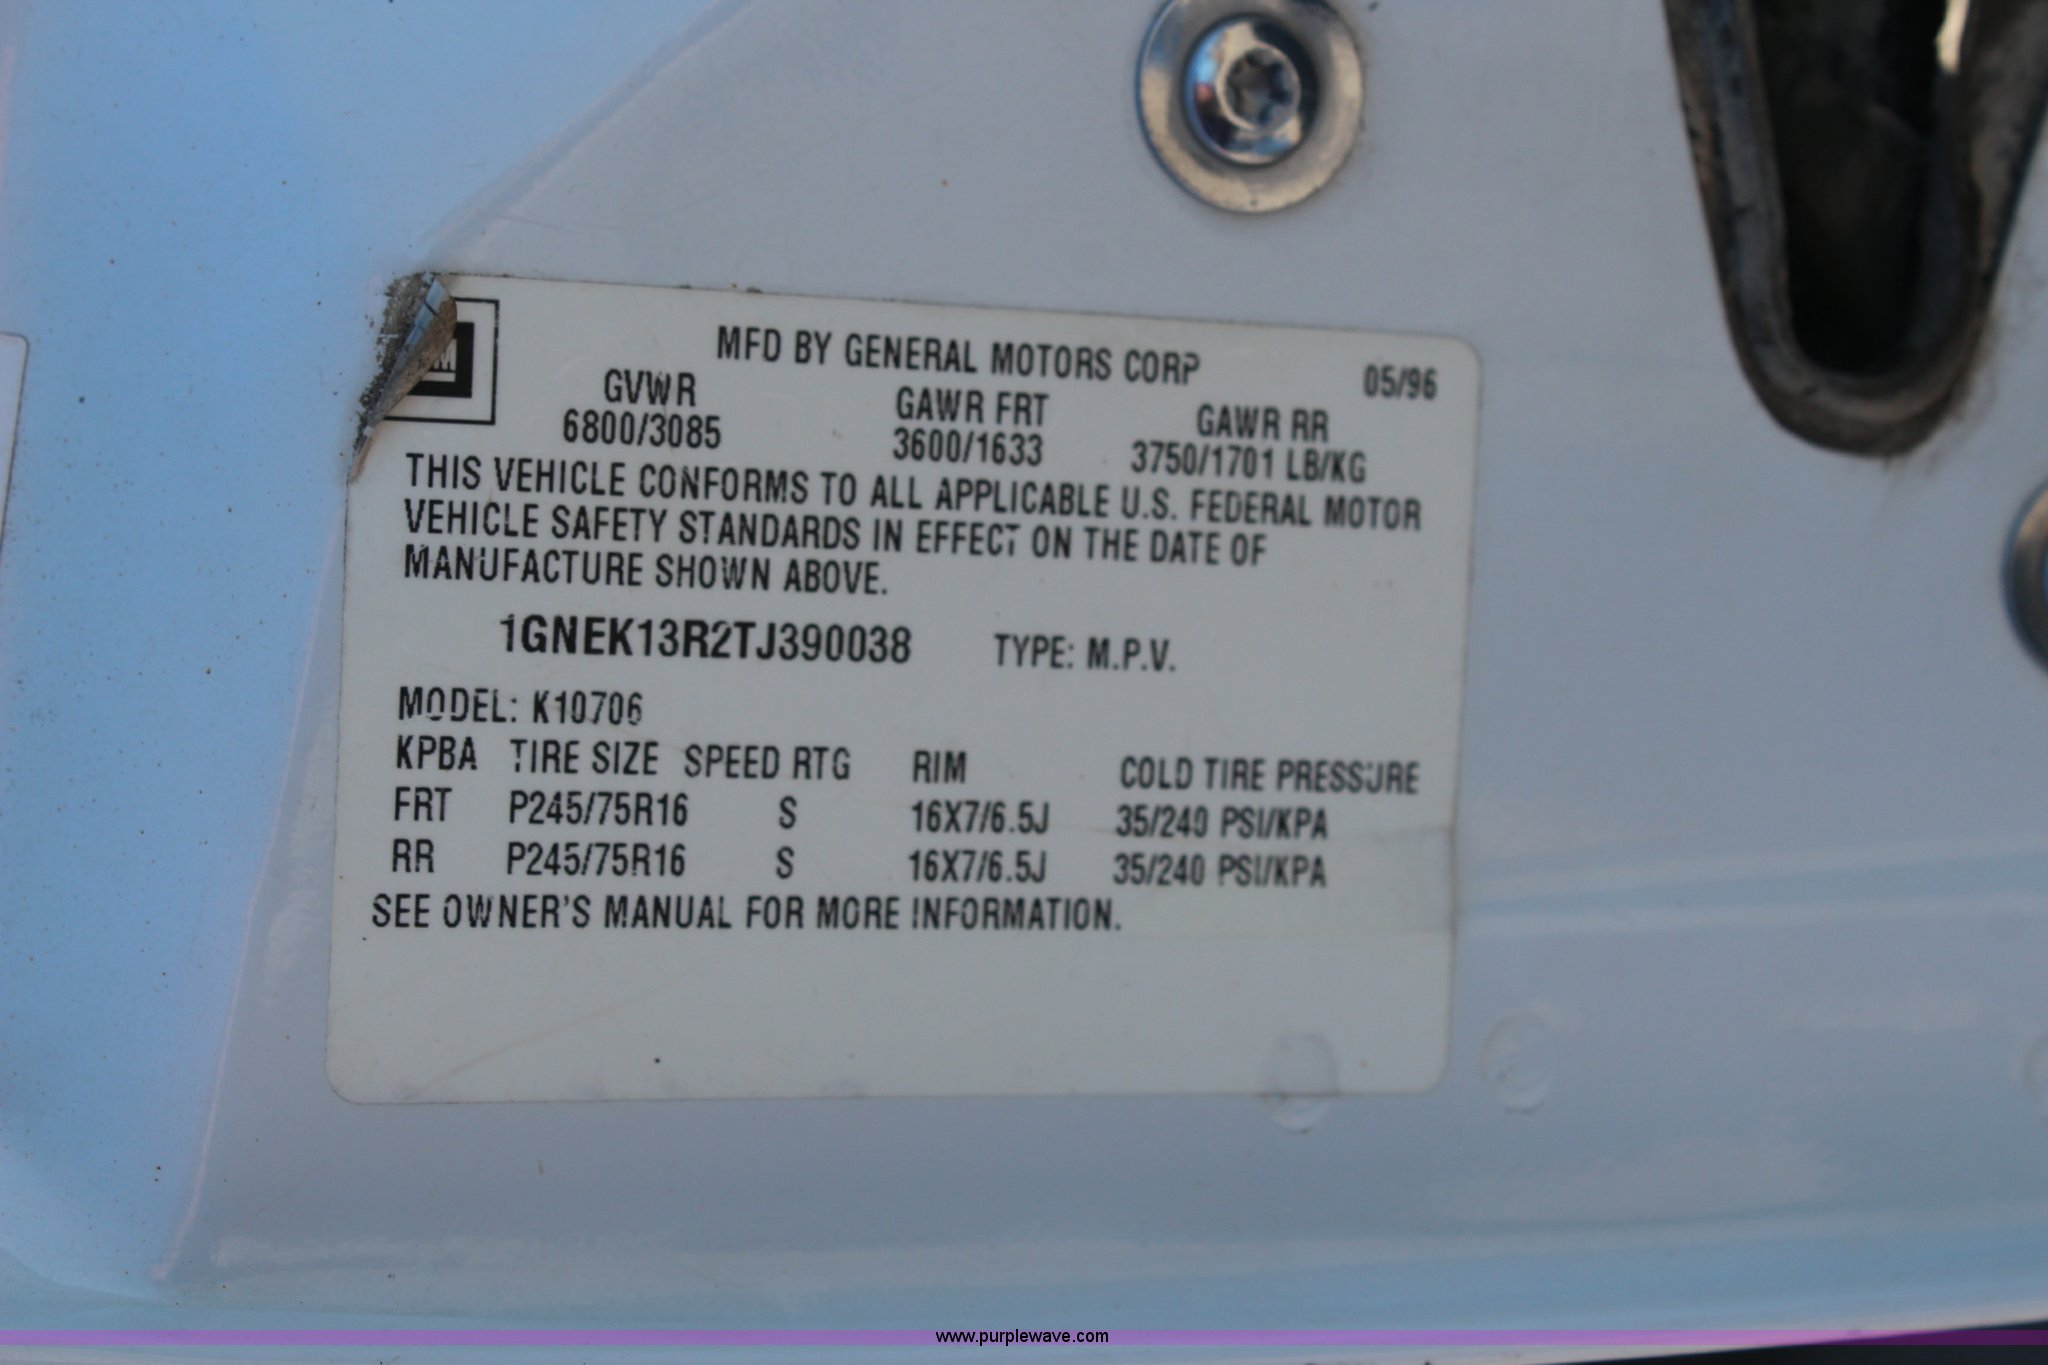 MFD BY GENERAL MOTORS CORP 05/96
GVWR GAWR FRT GAWR RR
6800/3085 3600/1633 3750/1701 LB/KG
THIS VEHICLE CONFORMS TO ALL APPLICABLE U.S. FEDERAL MOTOR
VEHICLE SAFETY STANDARDS IN EFFECT ON THE DATE OF
MANUFACTURE SHOWN ABOVE.
1GNEK13R2TJ390038 TYPE: M.P.V.
MODEL: K10706
KPBA TIRE SIZE SPEED RTG RIM COLD TIRE PRESSURE
FRT P245/75R16 S 16X7/6.5J 35/240 PSI/KPA
RR P245/75R16 S 16X7/6.5J 35/240 PSI/KPA
SEE OWNER'S MANUAL FOR MORE INFORMATION.
www.purplewave.com